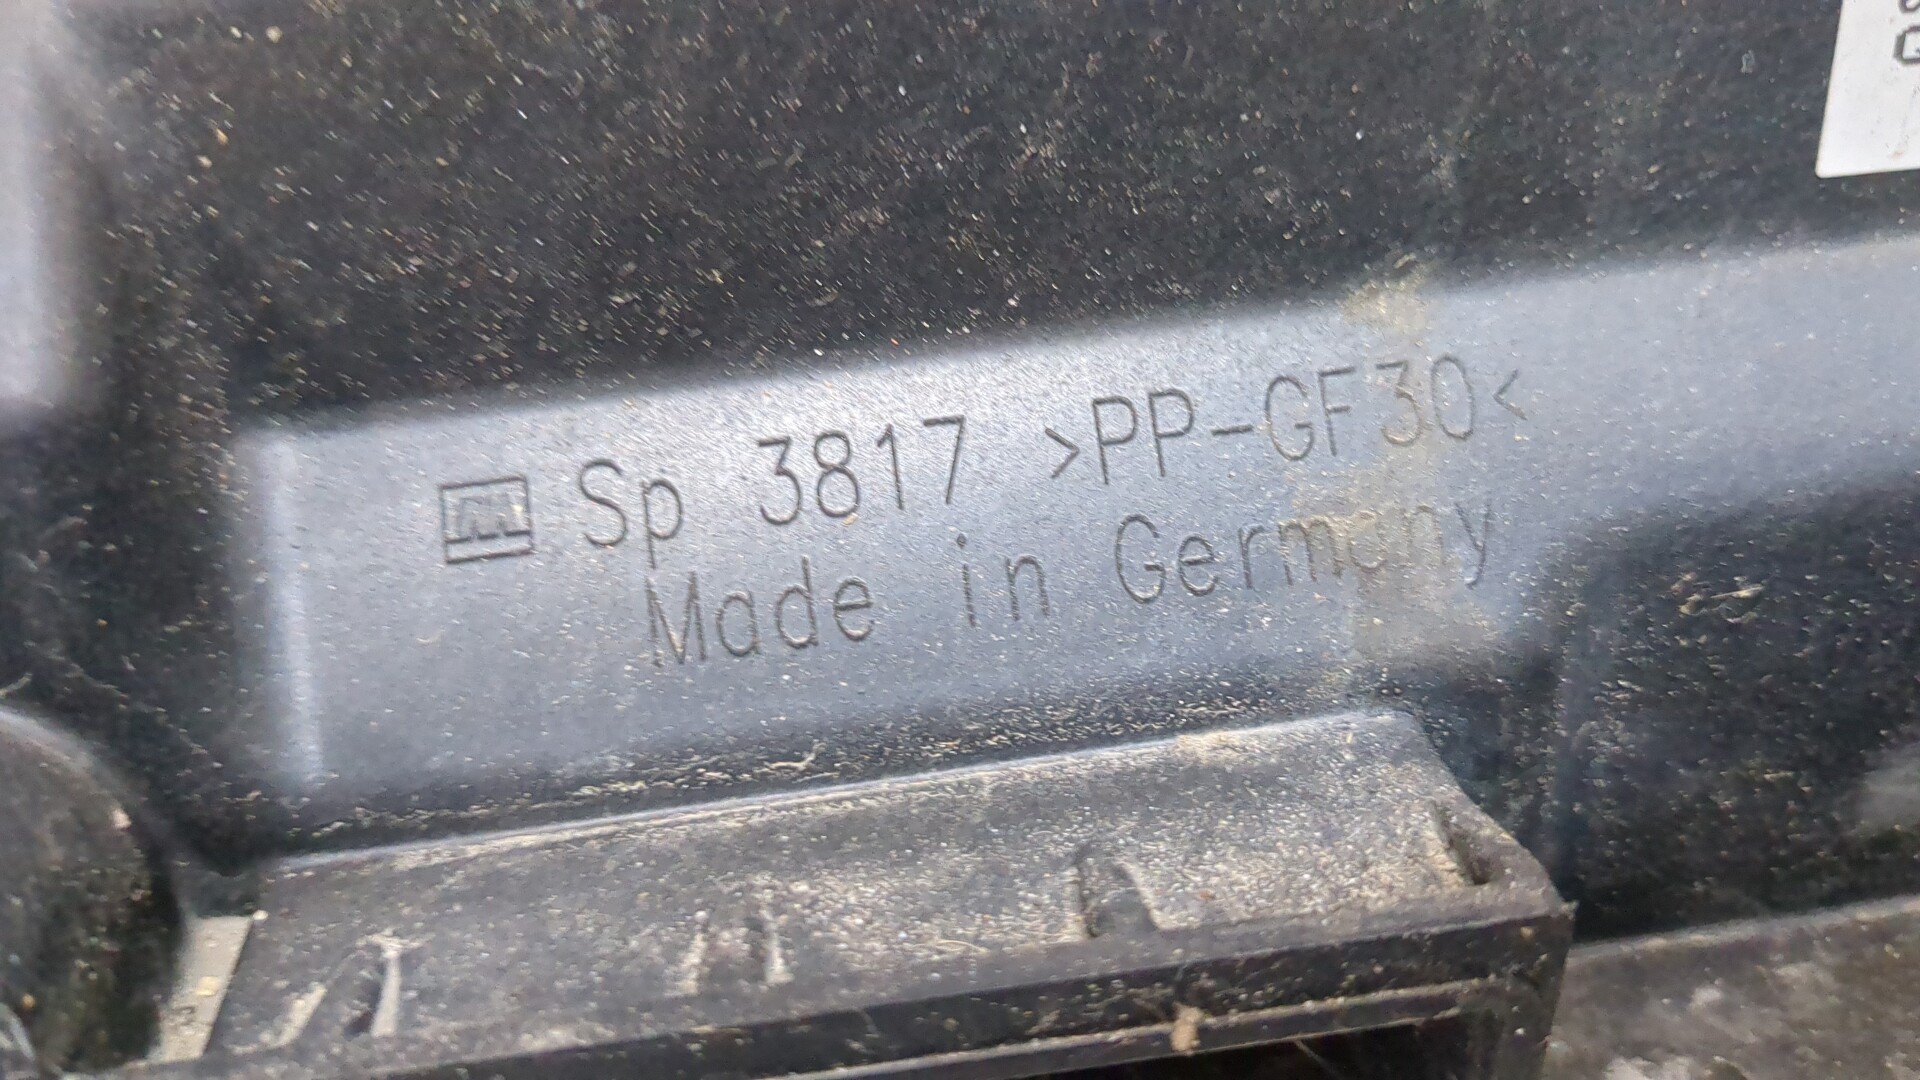 Sp 3817 >PP-GF30<
Made in Germany